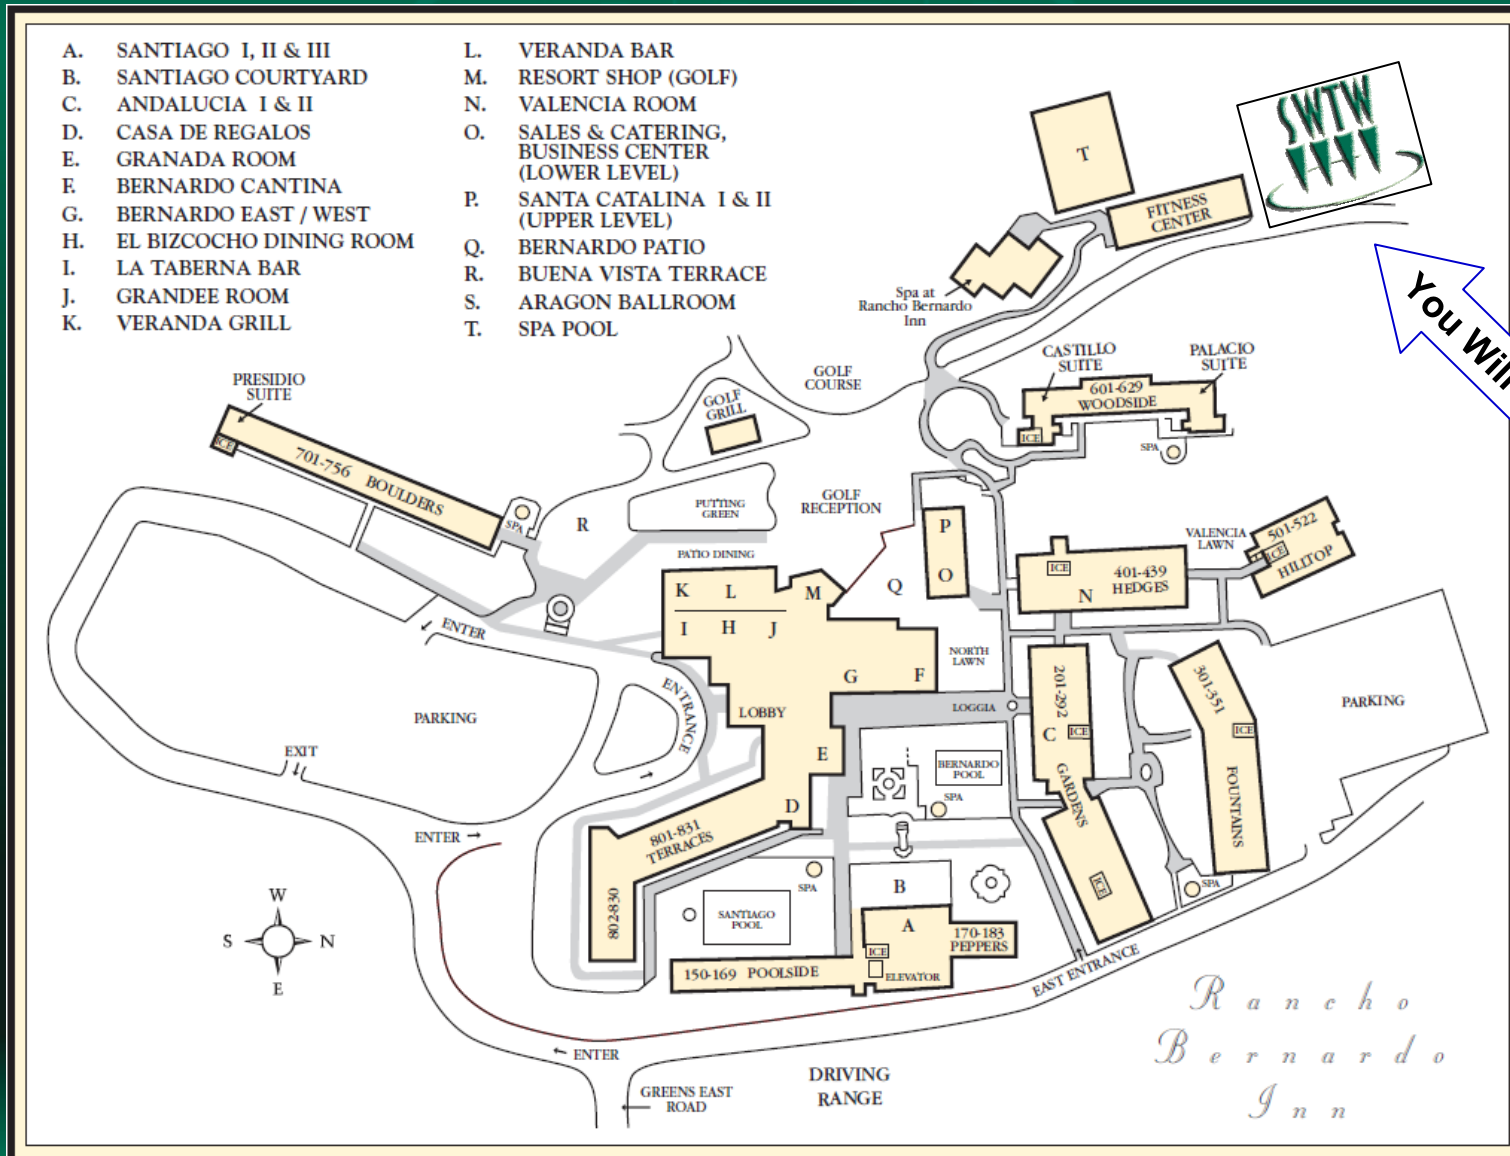 A. SANTIAGO I, II & III
B. SANTIAGO COURTYARD
C. ANDALUCIA I & II
D. CASA DE REGALOS
E. GRANADA ROOM
F. BERNARDO CANTINA
G. BERNARDO EAST / WEST
H. EL BIZCOCHO DINING ROOM
I. LA TABERNA BAR
J. GRANDEE ROOM
K. VERANDA GRILL
L. VERANDA BAR
M. RESORT SHOP (GOLF)
N. VALENCIA ROOM
O. SALES & CATERING,
BUSINESS CENTER
(LOWER LEVEL)
P. SANTA CATALINA I & II
(UPPER LEVEL)
Q. BERNARDO PATIO
R. BUENA VISTA TERRACE
S. ARAGON BALLROOM
T. SPA POOL
SWTW
T
FITNESS
CENTER
You Will
Spa at
Rancho Bernardo
Inn
CASTILLO
SUITE
PALACIO
SUITE
601-629
WOODSIDE
ICE
SPA
GOLF
COURSE
GOLF
GRILL
PRESIDIO
SUITE
ICE
701-756 BOULDERS
SPA
R
PUTTING
GREEN
GOLF
RECEPTION
PATIO DINING
P
O
Q
VALENCIA
LAWN
501-522
ICE
HILLTOP
ICE
401-439
HEDGES
N
K L M
I H J
G F
NORTH
LAWN
ENTER
ENTRANCE
LOBBY
LOGGIA
201-292
C ICE
GARDENS
ICE
301-351
ICE
FOUNTAINS
SPA
PARKING
PARKING
EXIT
E
BERNARDO
POOL
SPA
D
ENTER
801-831
TERRACES
802-830
SPA
SANTIAGO
POOL
B
A
170-183
PEPPERS
ICE
ELEVATOR
150-169 POOLSIDE
W
S N
E
EAST ENTRANCE
ENTER
GREENS EAST
ROAD
DRIVING
RANGE
Rancho
Bernardo
Inn